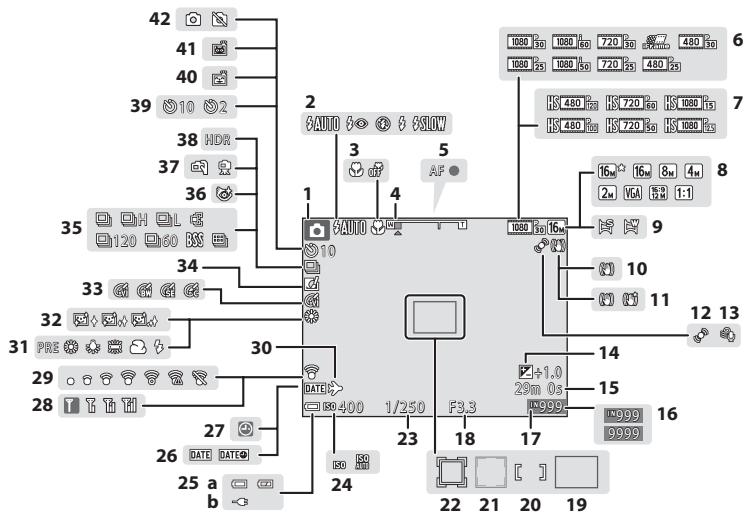 42
41
40
39 10 2
38 HDR
37
36
35 H L
120 60 BSS
34
33
32
31 PRE
30
29
28
27
26 DATE DATE
25 a
b
2
AUTO SLOW
3 OFF
4
5
AF
6
1080 30 1080 60 720 30 480 30
1080 25 1080 50 720 25 480 25
7
HS 480 120 HS 720 60 HS 1080 15
HS 480 100 HS 720 50 HS 1080
8
16M 16M 8M 4M
2M VGA 16:9 12M 1:1
9
10
11
12 13
1 AUTO W T 1080 30 16M
10
DATE
ISO 400 1/250 F3.3 IN 999
+1.0
29m 0s
14
15
16
IN 999
9999
17
18
23
24
ISO ISO AUTO
22 21 20 19